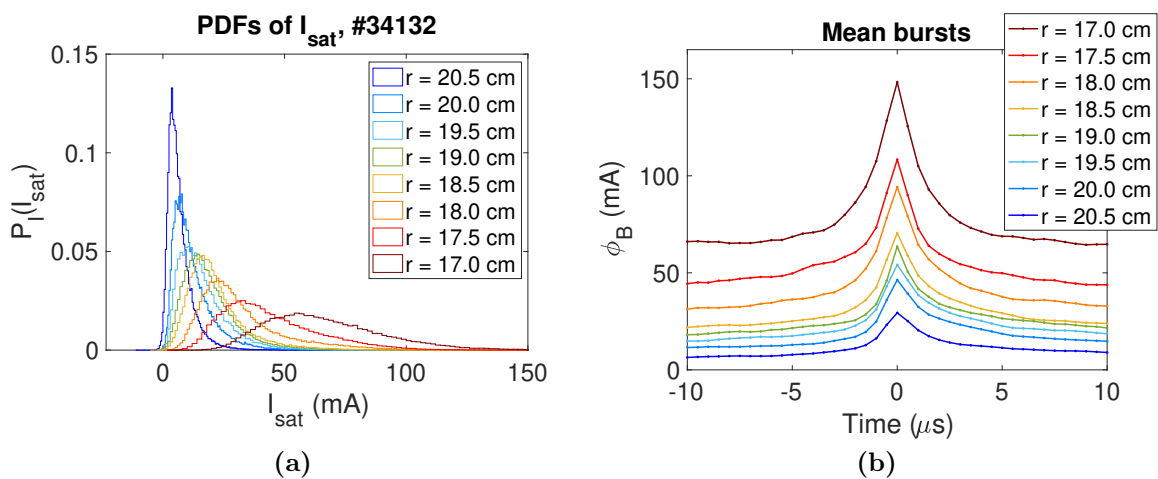 PDFs of I_sat, #34132
0.15
0.1
0.05
0
P_I(I_sat)
0
50
100
150
I_sat (mA)
r = 20.5 cm
r = 20.0 cm
r = 19.5 cm
r = 19.0 cm
r = 18.5 cm
r = 18.0 cm
r = 17.5 cm
r = 17.0 cm
(a)
Mean bursts
150
100
50
0
ϕ_B (mA)
-10
-5
0
5
10
Time (μs)
r = 17.0 cm
r = 17.5 cm
r = 18.0 cm
r = 18.5 cm
r = 19.0 cm
r = 19.5 cm
r = 20.0 cm
r = 20.5 cm
(b)